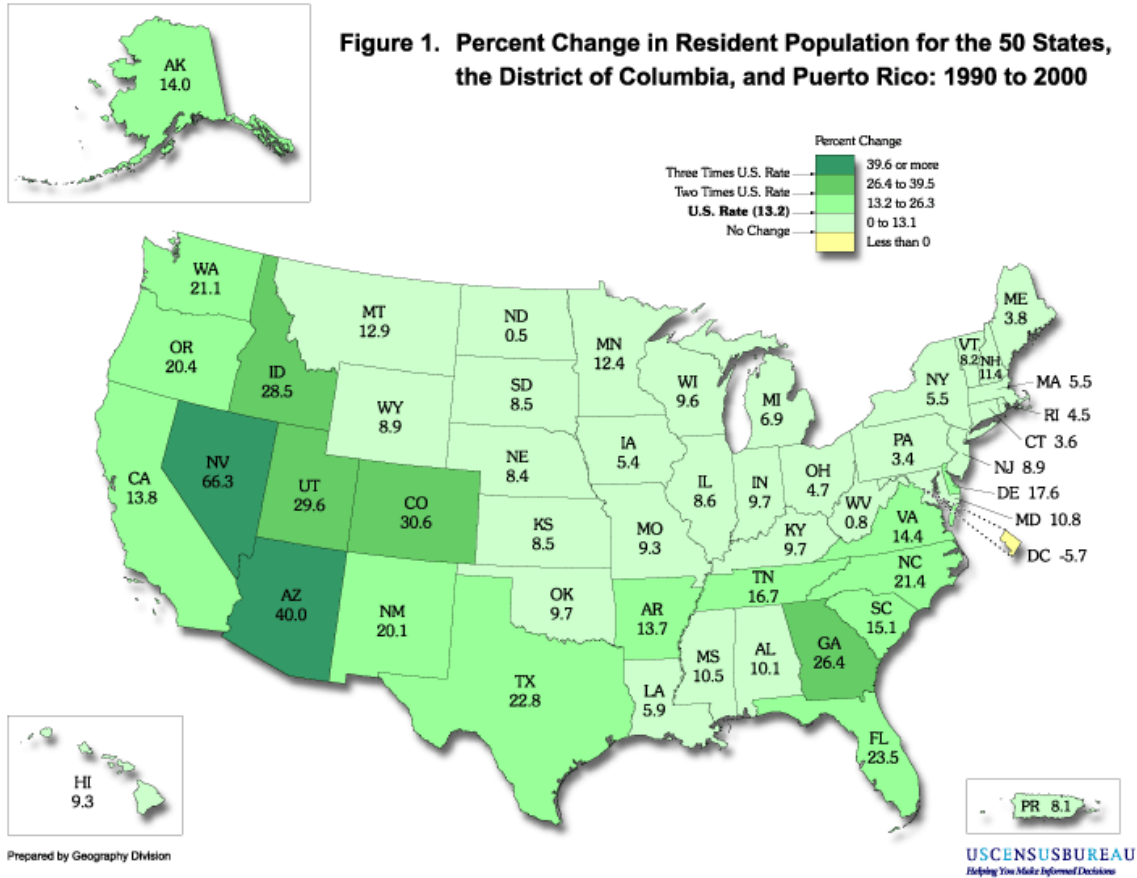 Figure 1. Percent Change in Resident Population for the 50 States,
the District of Columbia, and Puerto Rico: 1990 to 2000
AK
14.0
Percent Change
Three Times U.S. Rate
39.6 or more
Two Times U.S. Rate
26.4 to 39.5
U.S. Rate (13.2)
13.2 to 26.3
No Change
0 to 13.1
Less than 0
WA
21.1
OR
20.4
ID
28.5
MT
12.9
ND
0.5
MN
12.4
WI
9.6
MI
6.9
ME
3.8
VT
8.2
NH
11.4
NY
5.5
MA 5.5
RI 4.5
CT 3.6
NJ 8.9
DE 17.6
MD 10.8
DC -5.7
SD
8.5
WY
8.9
NE
8.4
IA
5.4
IL
8.6
IN
9.7
OH
4.7
PA
3.4
WV
0.8
VA
14.4
NV
66.3
CA
13.8
UT
29.6
CO
30.6
KS
8.5
MO
9.3
KY
9.7
NC
21.4
TN
16.7
SC
15.1
AZ
40.0
NM
20.1
OK
9.7
AR
13.7
MS
10.5
AL
10.1
GA
26.4
TX
22.8
LA
5.9
FL
23.5
HI
9.3
PR 8.1
Prepared by Geography Division
USCENSUSBUREAU
Helping You Make Informed Decisions